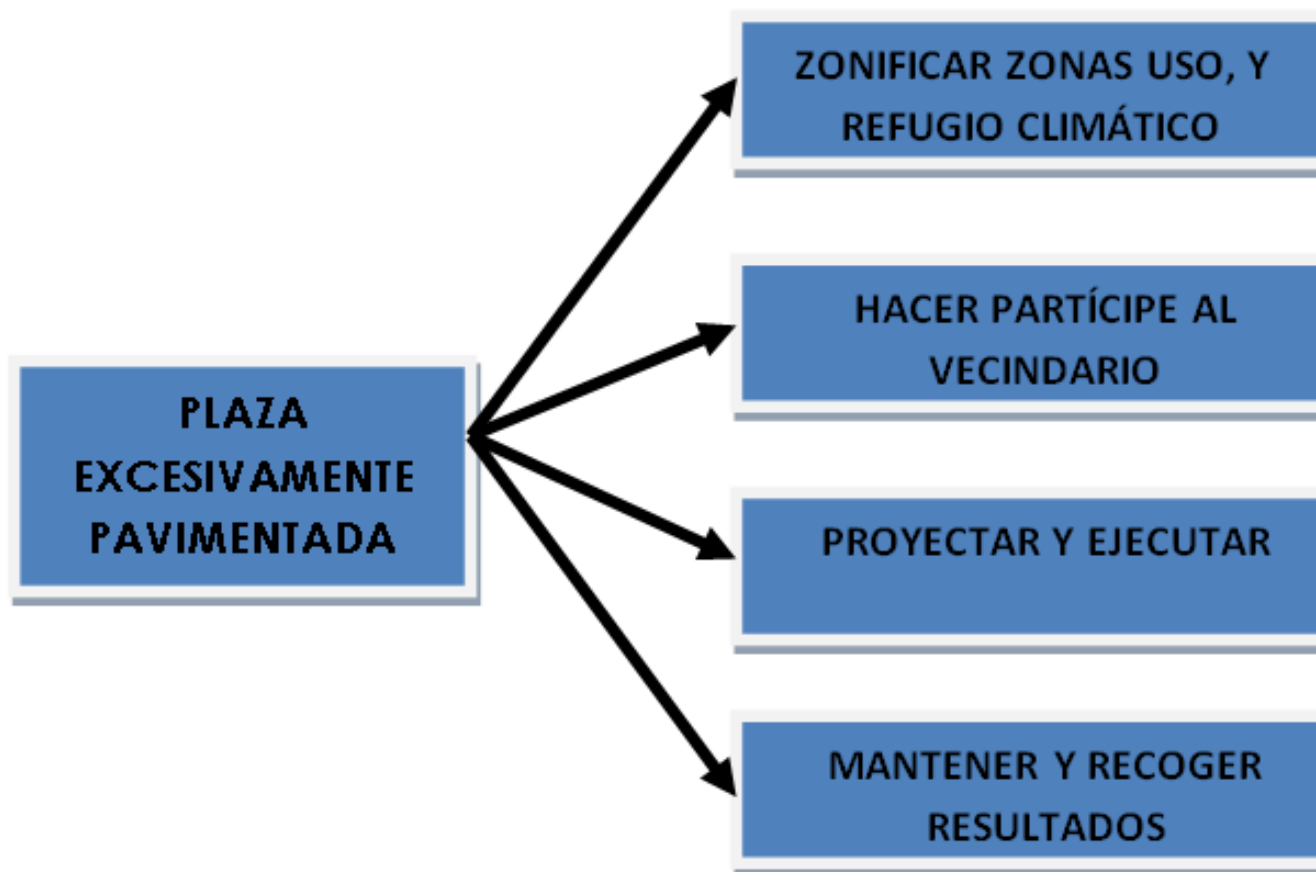 PLAZA
EXCESIVAMENTE
PAVIMENTADA
ZONIFICAR ZONAS USO, Y
REFUGIO CLIMÁTICO
HACER PARTÍCIPE AL
VECINDARIO
PROYECTAR Y EJECUTAR
MANTENER Y RECOGER
RESULTADOS